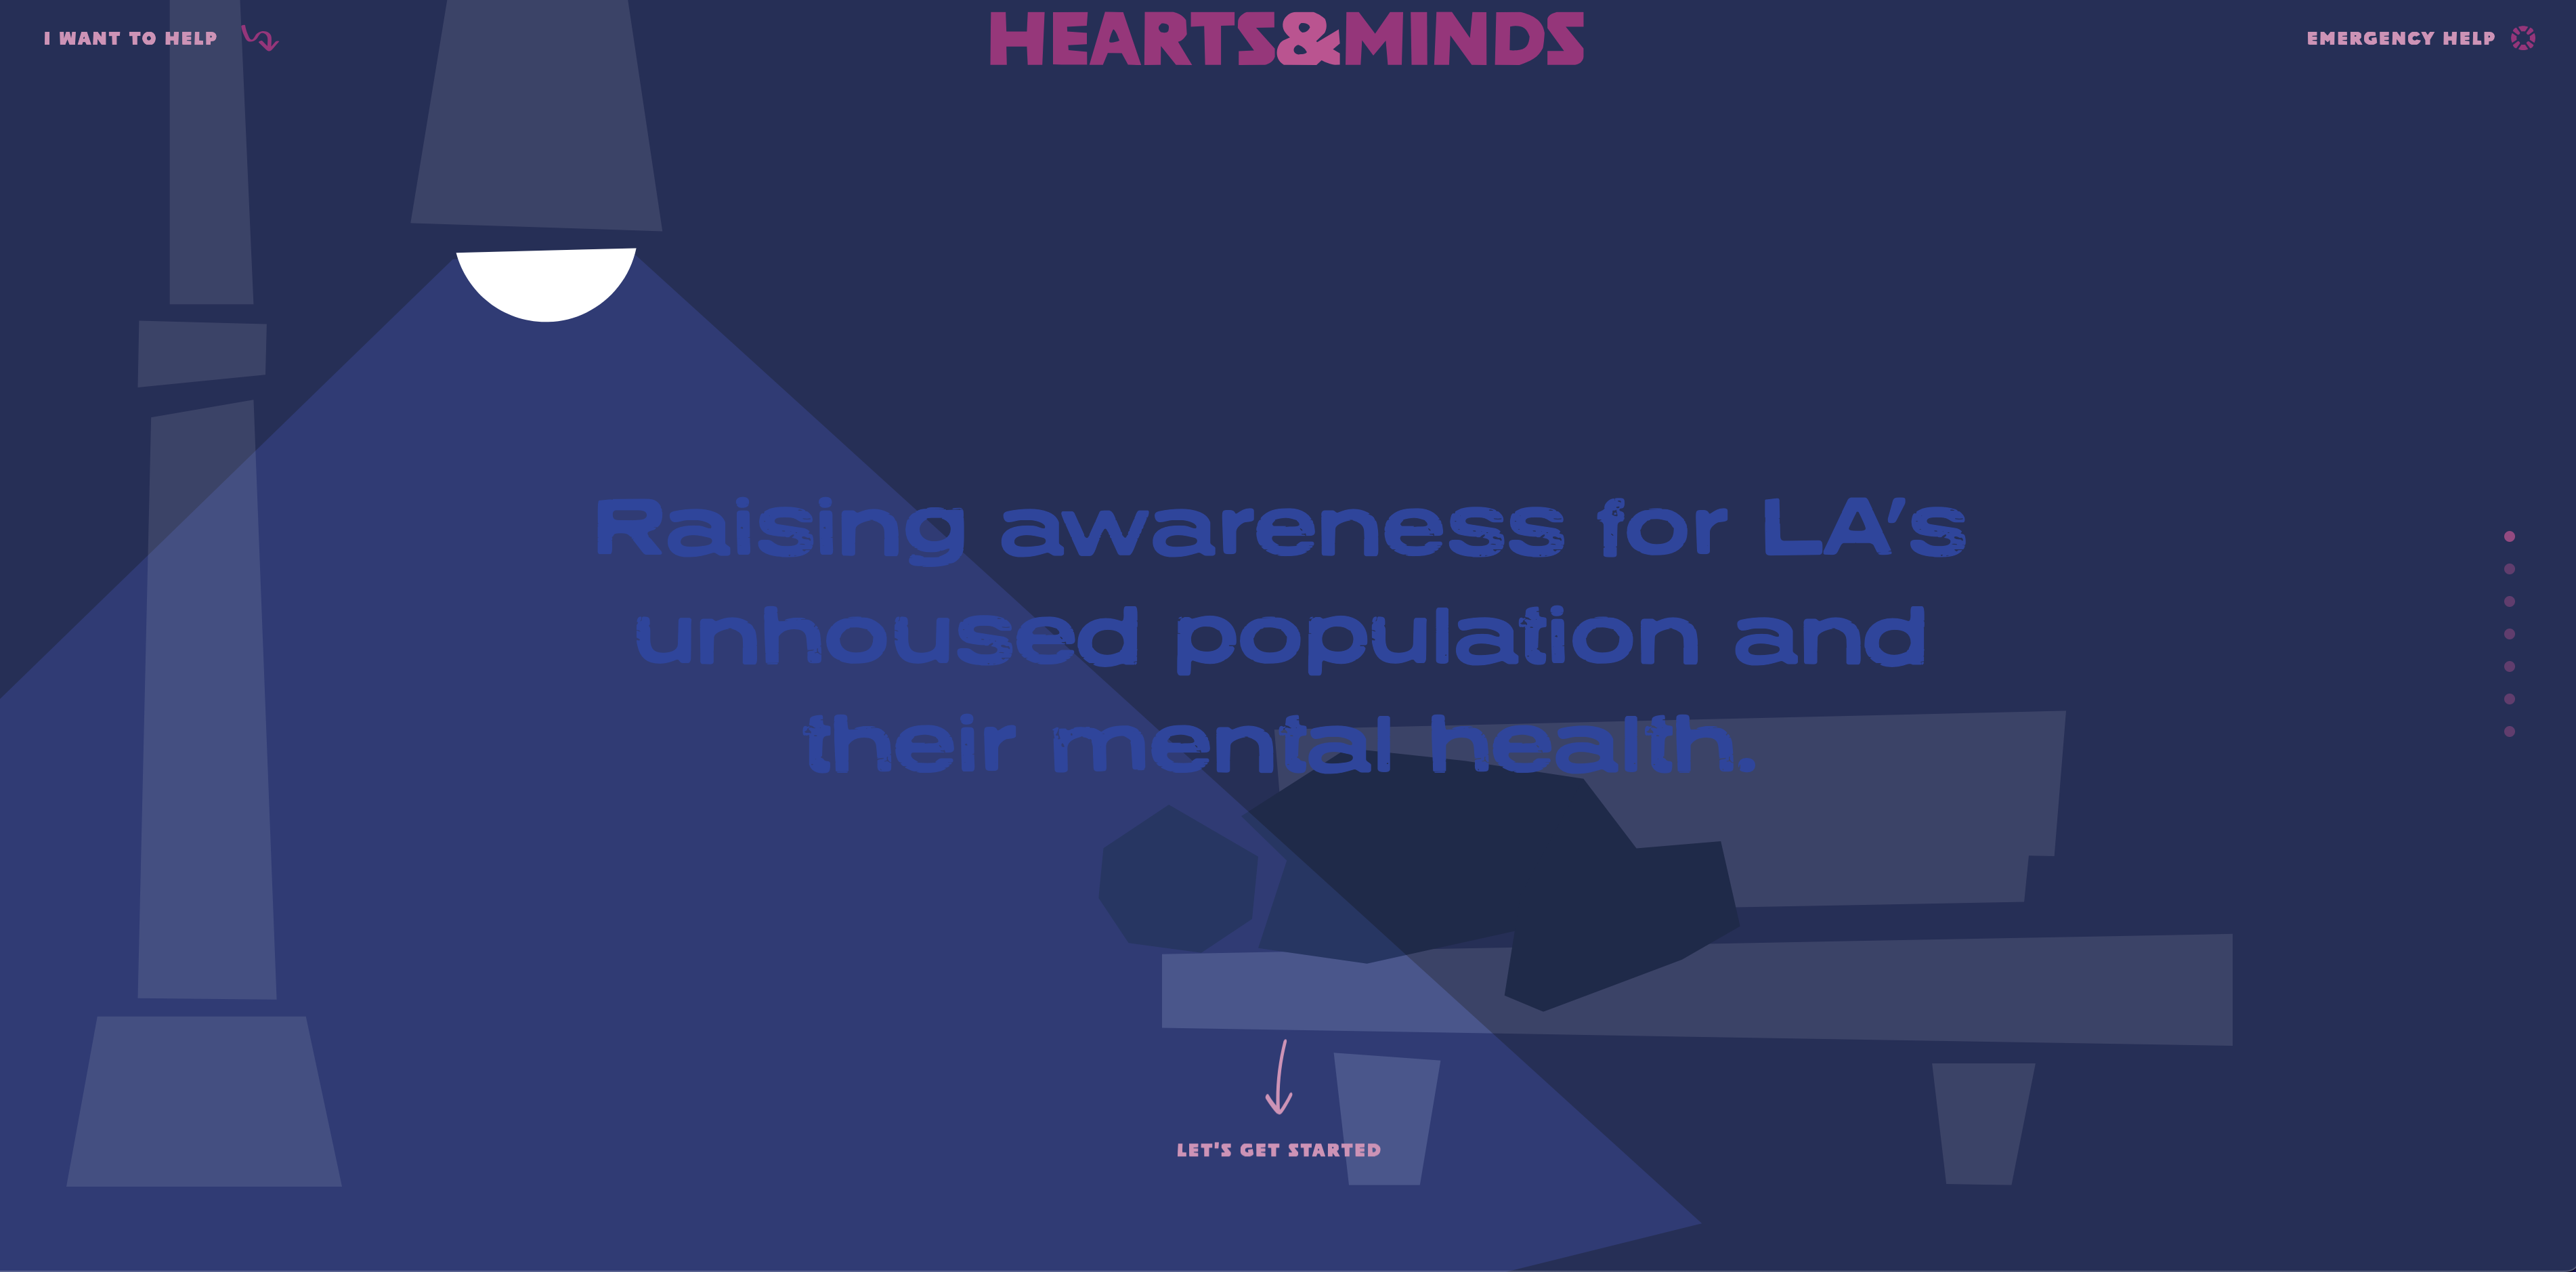 I WANT TO HELP
HEARTS&MINDS
EMERGENCY HELP
Raising awareness for LA's
unhoused population and
their mental health.
LET'S GET STARTED